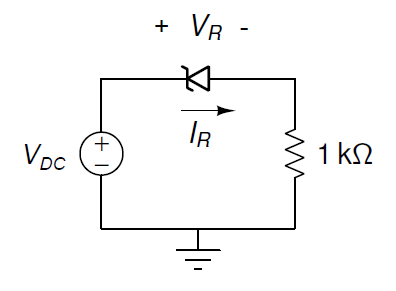 + V_R -
I_R
V_DC + −
1 kΩ